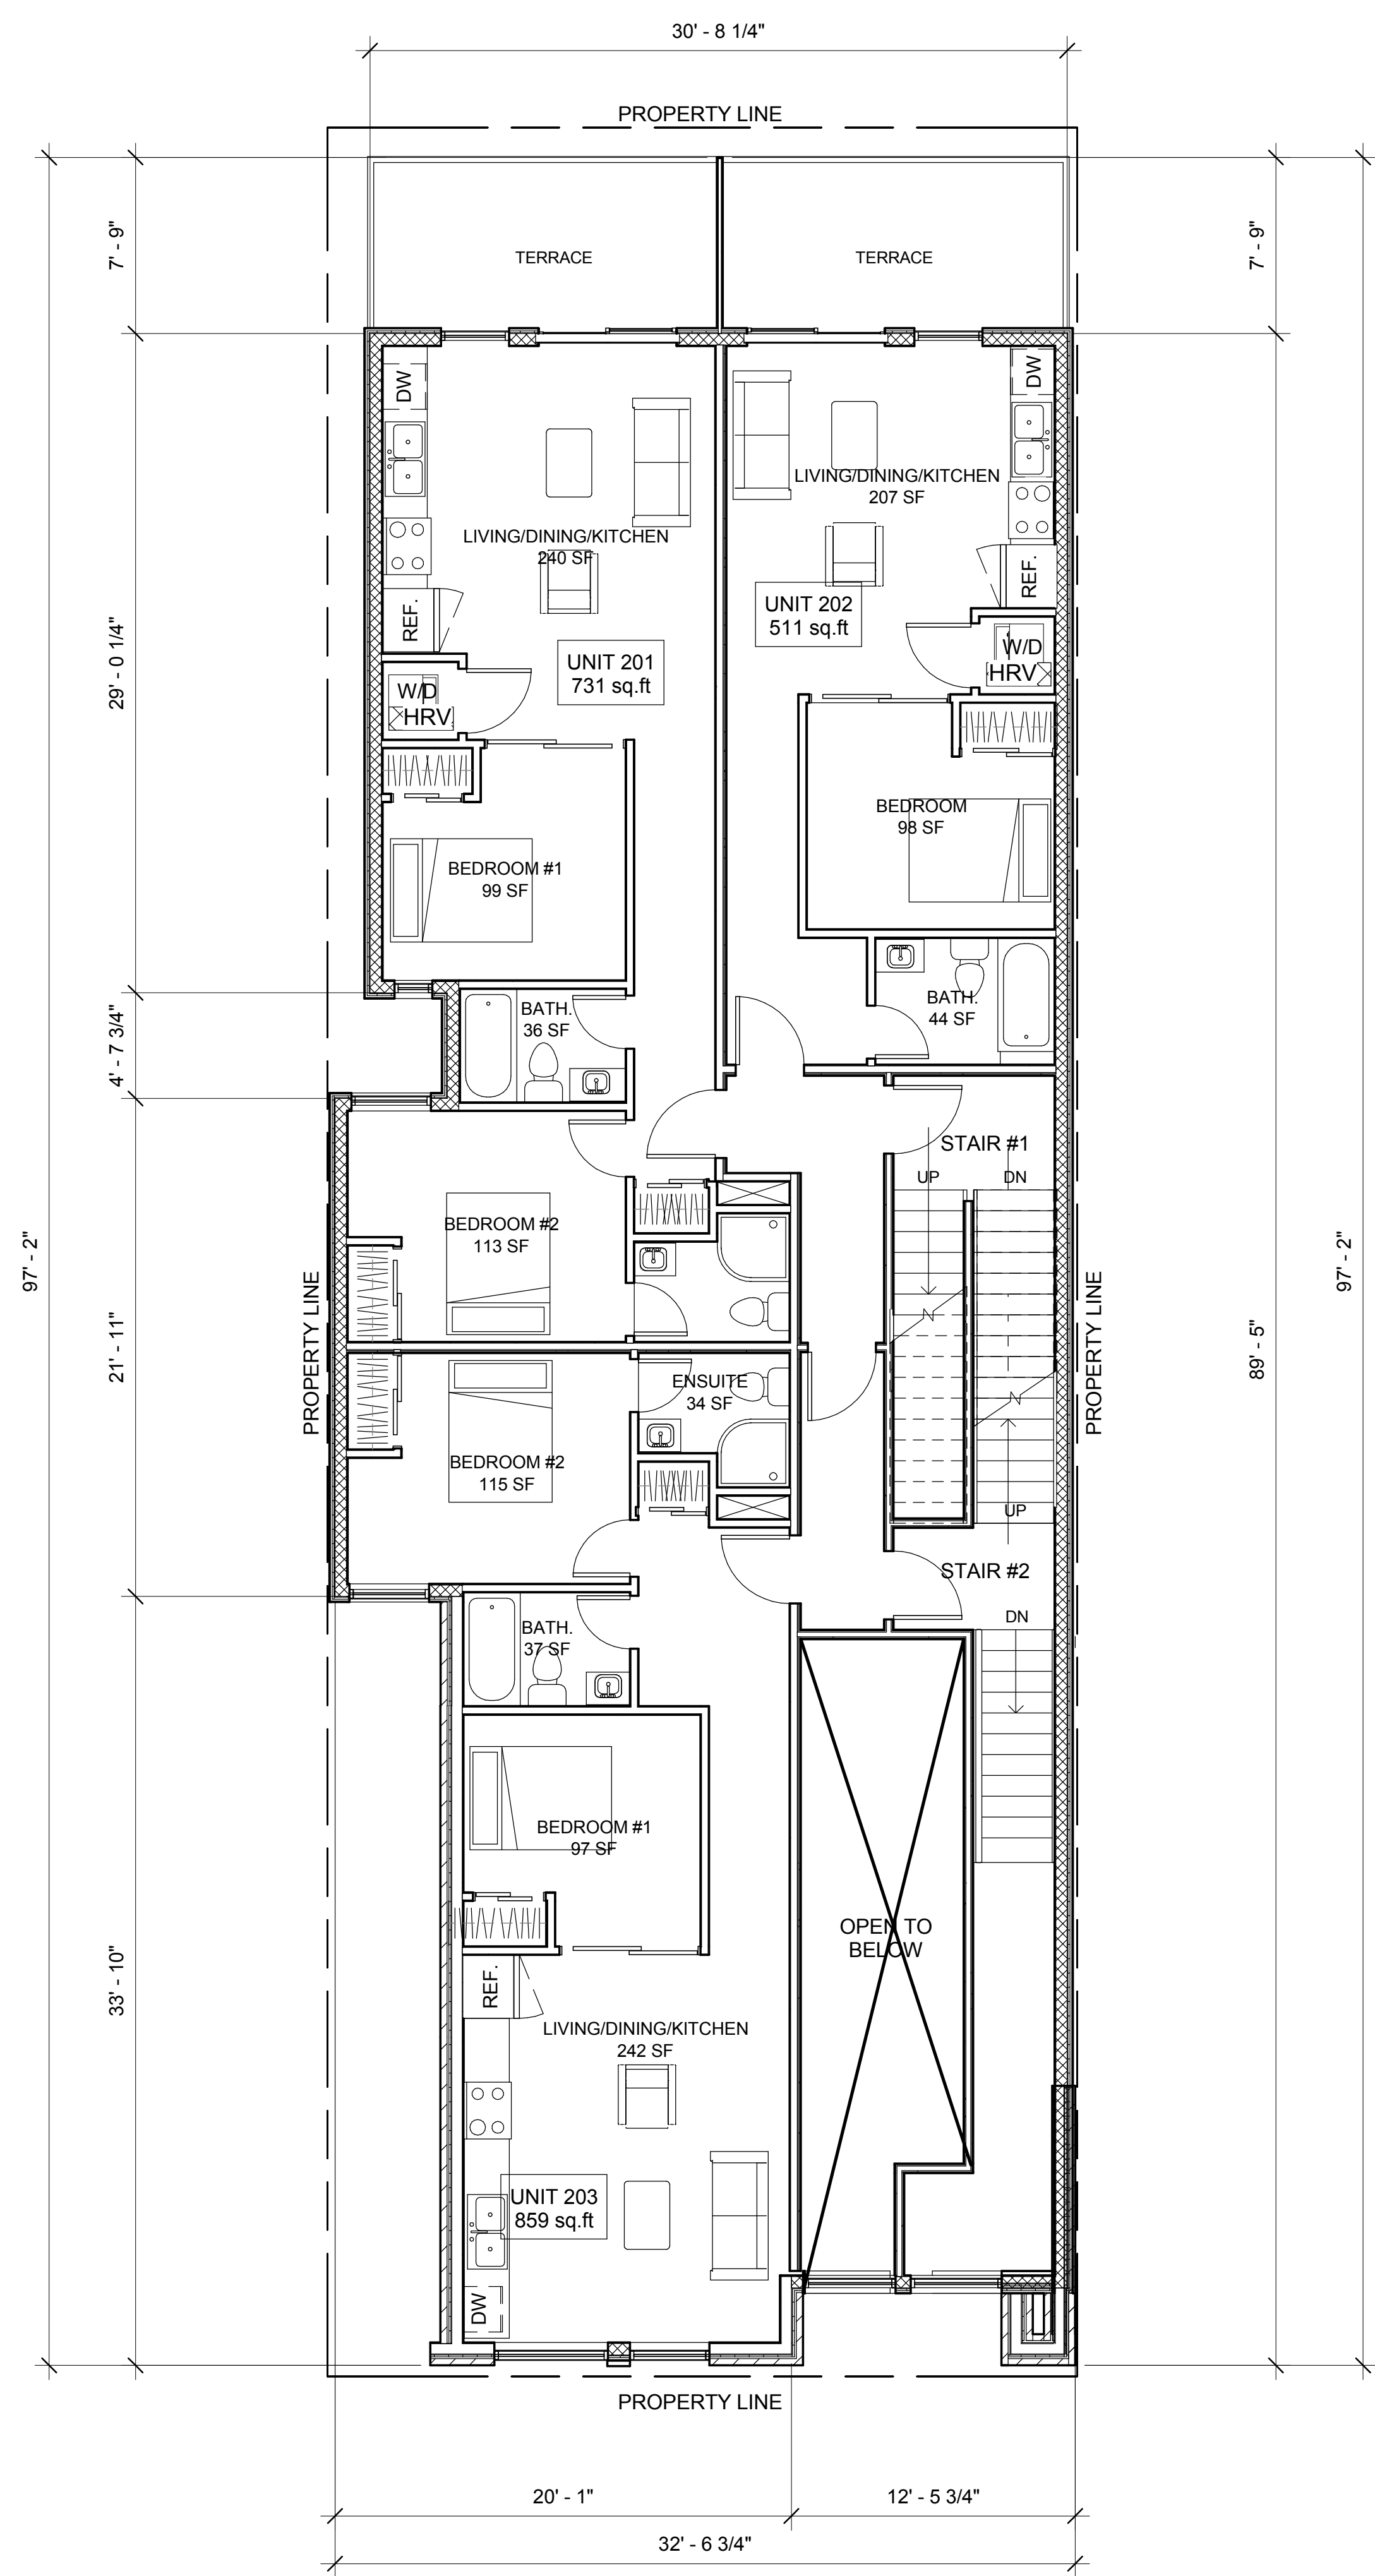 30' - 8 1/4"
PROPERTY LINE
7' - 9"
7' - 9"
TERRACE
TERRACE
DW
DW
LIVING/DINING/KITCHEN
207 SF
LIVING/DINING/KITCHEN
240 SF
REF.
REF.
UNIT 202
511 sq.ft
UNIT 201
731 sq.ft
29' - 0 1/4"
W/D
HRV
W/D
HRV
BEDROOM
98 SF
BEDROOM #1
99 SF
BATH.
36 SF
BATH.
44 SF
4' - 7 3/4"
STAIR #1
UP
DN
BEDROOM #2
113 SF
97' - 2"
97' - 2"
PROPERTY LINE
PROPERTY LINE
21' - 11"
89' - 5"
ENSUITE
34 SF
BEDROOM #2
115 SF
UP
STAIR #2
DN
BATH.
37 SF
BEDROOM #1
97 SF
OPEN TO
BELOW
33' - 10"
REF.
LIVING/DINING/KITCHEN
242 SF
UNIT 203
859 sq.ft
DW
PROPERTY LINE
20' - 1"
12' - 5 3/4"
32' - 6 3/4"